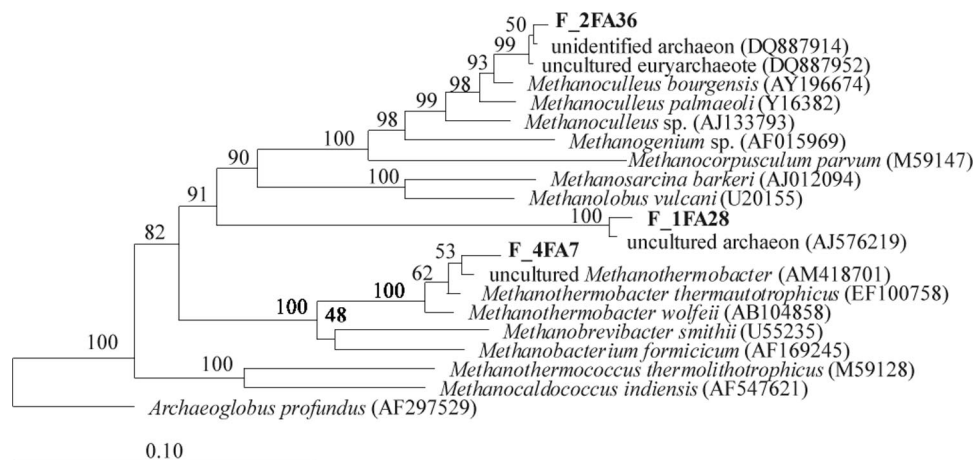 50 F_2FA36
99 unidentified archaeon (DQ887914)
93 uncultured euryarchaeote (DQ887952)
98 Methanoculleus bourgensis (AY196674)
99 Methanoculleus palmaeoli (Y16382)
98 Methanoculleus sp. (AJ133793)
100 Methanogenium sp. (AF015969)
90 Methanocorpusculum parvum (M59147)
100 Methanosarcina barkeri (AJ012094)
91 Methanolobus vulcani (U20155)
100 F_1FA28
82 uncultured archaeon (AJ576219)
53 F_4FA7
62 uncultured Methanothermobacter (AM418701)
100 Methanothermobacter thermautotrophicus (EF100758)
100 48 Methanothermobacter wolfeii (AB104858)
Methanobrevibacter smithii (U55235)
100 Methanobacterium formicicum (AF169245)
100 Methanothermococcus thermolithotrophicus (M59128)
Methanocaldococcus indiensis (AF547621)
Archaeoglobus profundus (AF297529)
0.10